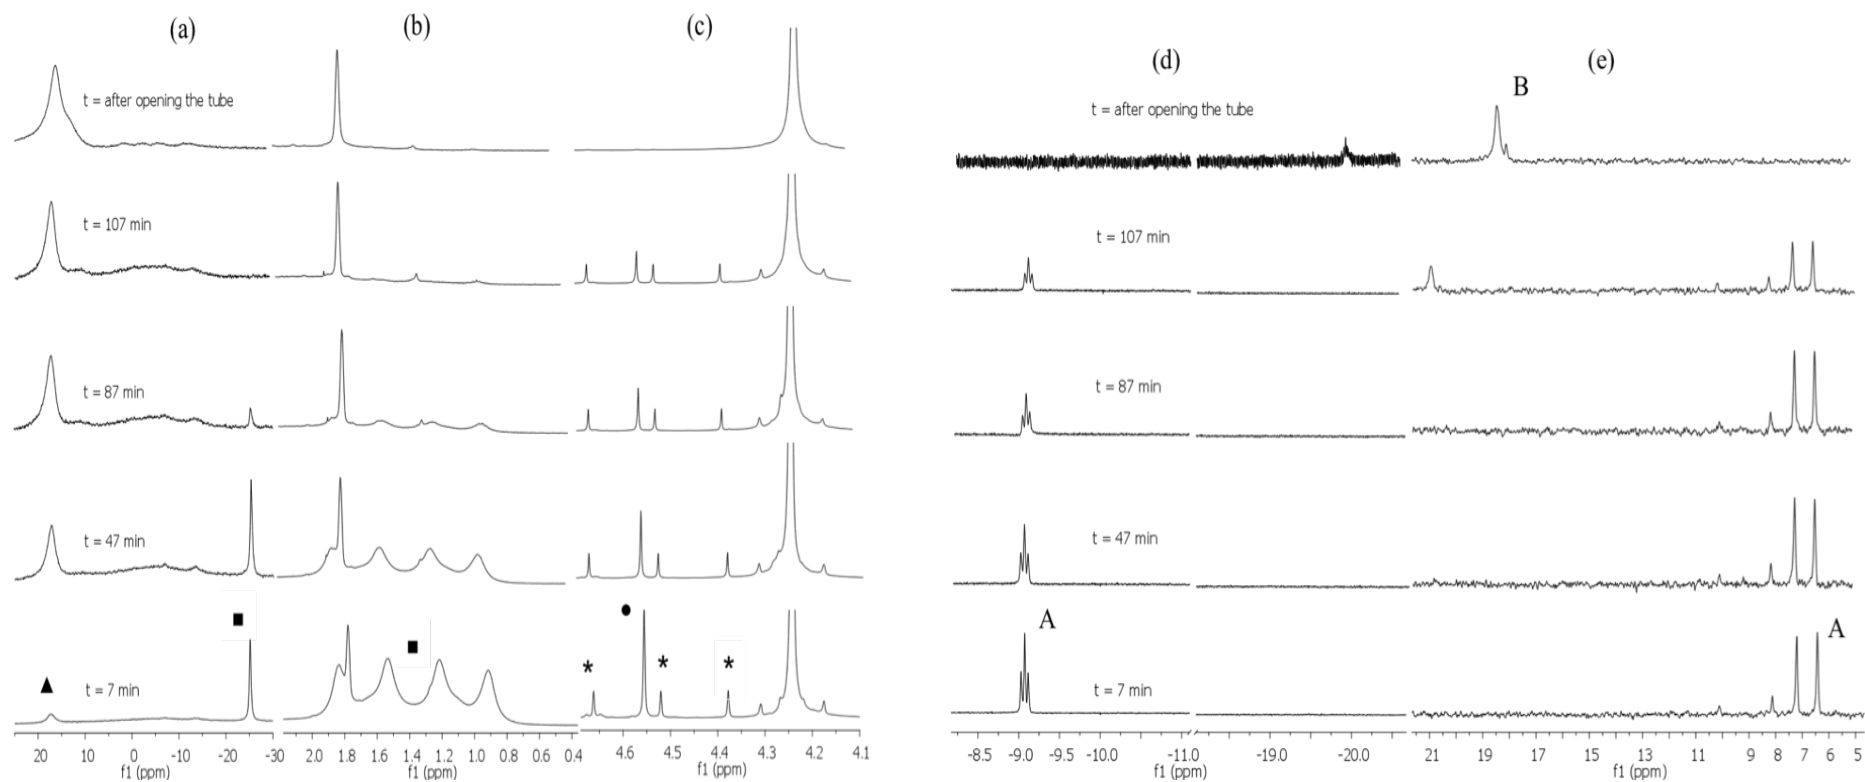 (a) (b) (c) (d) (e)
t = after opening the tube
t = 107 min
t = 87 min
t = 47 min
t = 7 min
*
*
*
20 10 0 -10 -20 -30
f1 (ppm)
2.0 1.8 1.6 1.4 1.2 1.0 0.8 0.6 0.4
f1 (ppm)
4.6 4.5 4.4 4.3 4.2 4.1
f1 (ppm)
t = after opening the tube
B
t = 107 min
t = 87 min
t = 47 min
A
A
t = 7 min
-8.5 -9.0 -9.5 -10.0 -11.0 -19.0 -20.0
f1 (ppm)
21 19 17 15 13 11 9 8 7 6 5
f1 (ppm)